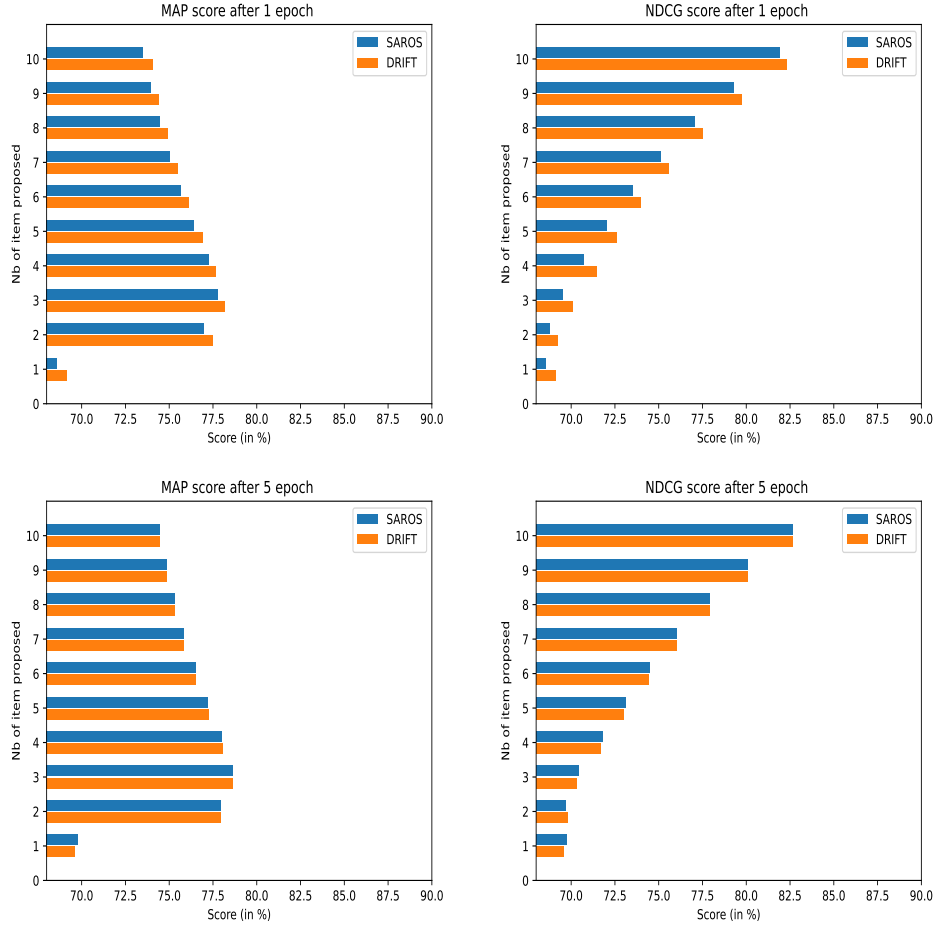 MAP score after 1 epoch
SAROS
DRIFT
Nb of item proposed
10
9
8
7
6
5
4
3
2
1
0
70.0 72.5 75.0 77.5 80.0 82.5 85.0 87.5 90.0
Score (in %)
NDCG score after 1 epoch
SAROS
DRIFT
Nb of item proposed
10
9
8
7
6
5
4
3
2
1
0
70.0 72.5 75.0 77.5 80.0 82.5 85.0 87.5 90.0
Score (in %)
MAP score after 5 epoch
SAROS
DRIFT
Nb of item proposed
10
9
8
7
6
5
4
3
2
1
0
70.0 72.5 75.0 77.5 80.0 82.5 85.0 87.5 90.0
Score (in %)
NDCG score after 5 epoch
SAROS
DRIFT
Nb of item proposed
10
9
8
7
6
5
4
3
2
1
0
70.0 72.5 75.0 77.5 80.0 82.5 85.0 87.5 90.0
Score (in %)